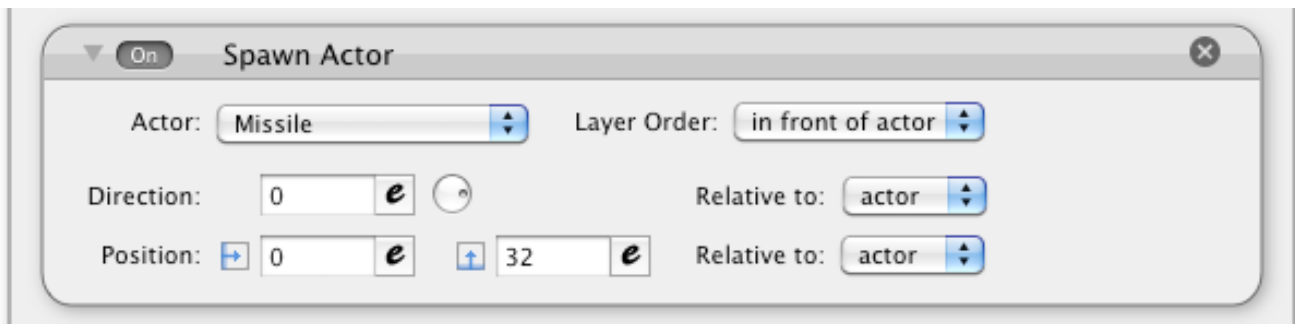 On Spawn Actor
Actor: Missile Layer Order: in front of actor
Direction: 0 e Relative to: actor
Position: 0 e 32 e Relative to: actor